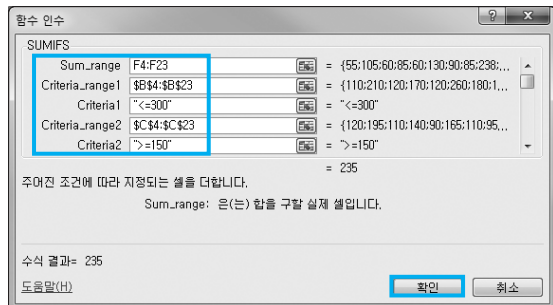 함수 인수
SUMIFS
Sum_range F4:F23 = {55;105;60;85;60;130;90;85;238;...
Criteria_range1 $B$4:$B$23 = {110;210;120;170;120;260;180;1...
Criteria1 "<=300" = "<=300"
Criteria_range2 $C$4:$C$23 = {120;195;110;140;90;165;110;95...
Criteria2 ">=150" = ">=150"
= 235
주어진 조건에 따라 지정되는 셀을 더합니다.
Sum_range: 은(는) 합을 구할 실제 셀입니다.
수식 결과= 235
도움말(H)
확인 취소